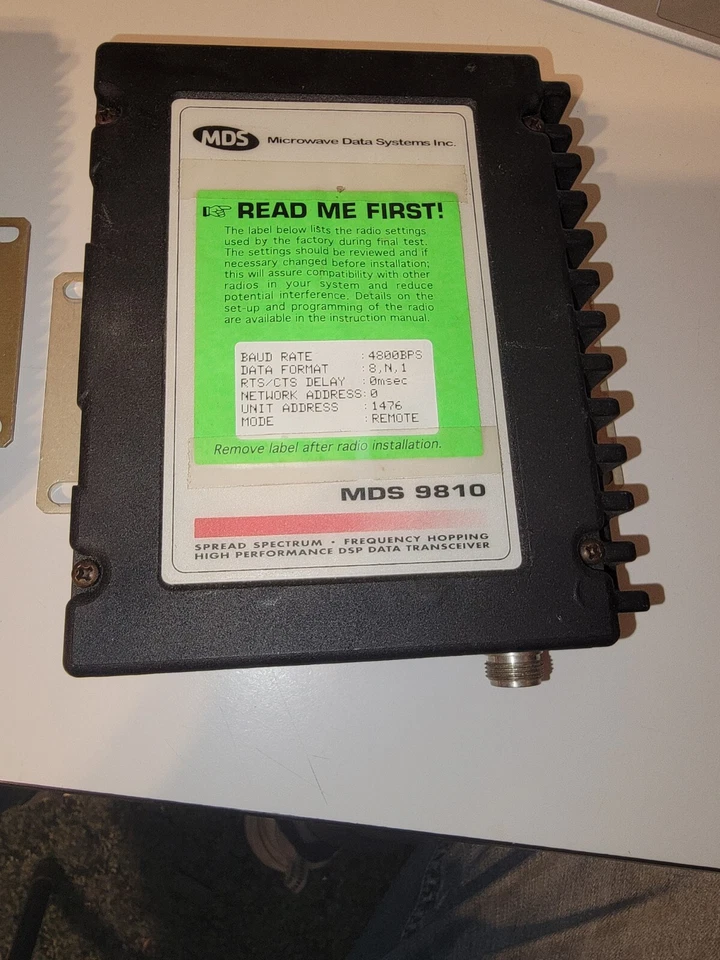 MDS Microwave Data Systems Inc.
READ ME FIRST!
The label below lists the radio settings
used by the factory during final test.
The settings should be reviewed and if
necessary changed before installation;
this will assure compatibility with other
radios in your system and reduce
potential interference. Details on the
set-up and programming of the radio
are available in the instruction manual.
BAUD RATE : 4800BPS
DATA FORMAT : 8,N,1
RTS/CTS DELAY : 0msec
NETWORK ADDRESS: 0
UNIT ADDRESS : 1476
MODE : REMOTE
Remove label after radio installation.
MDS 9810
SPREAD SPECTRUM • FREQUENCY HOPPING
HIGH PERFORMANCE • DSP DATA TRANSCEIVER